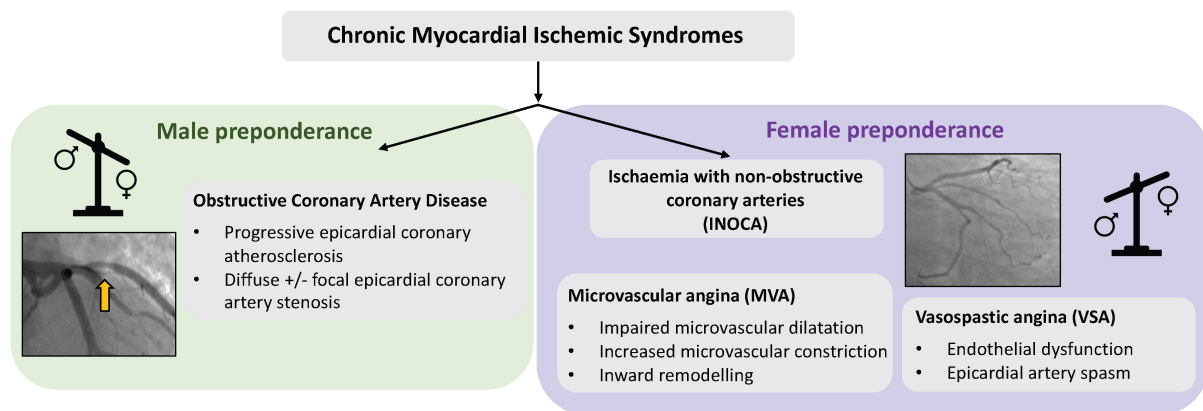 Chronic Myocardial Ischemic Syndromes
Male preponderance
Obstructive Coronary Artery Disease
• Progressive epicardial coronary
atherosclerosis
• Diffuse +/- focal epicardial coronary
artery stenosis
Female preponderance
Ischaemia with non-obstructive
coronary arteries
(INOCA)
Microvascular angina (MVA)
• Impaired microvascular dilatation
• Increased microvascular constriction
• Inward remodelling
Vasospastic angina (VSA)
• Endothelial dysfunction
• Epicardial artery spasm